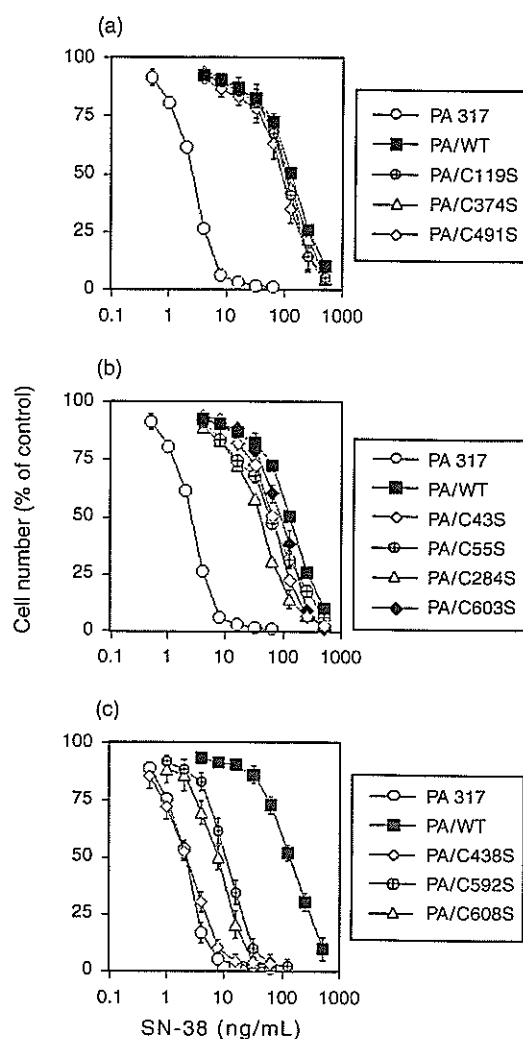 (a)
100
75
50
25
0
0.1 1 10 100 1000
PA 317
PA/WT
PA/C119S
PA/C374S
PA/C491S
(b)
Cell number (% of control)
100
75
50
25
0
0.1 1 10 100 1000
PA 317
PA/WT
PA/C43S
PA/C55S
PA/C284S
PA/C603S
(c)
100
75
50
25
0
0.1 1 10 100 1000
SN-38 (ng/mL)
PA 317
PA/WT
PA/C438S
PA/C592S
PA/C608S